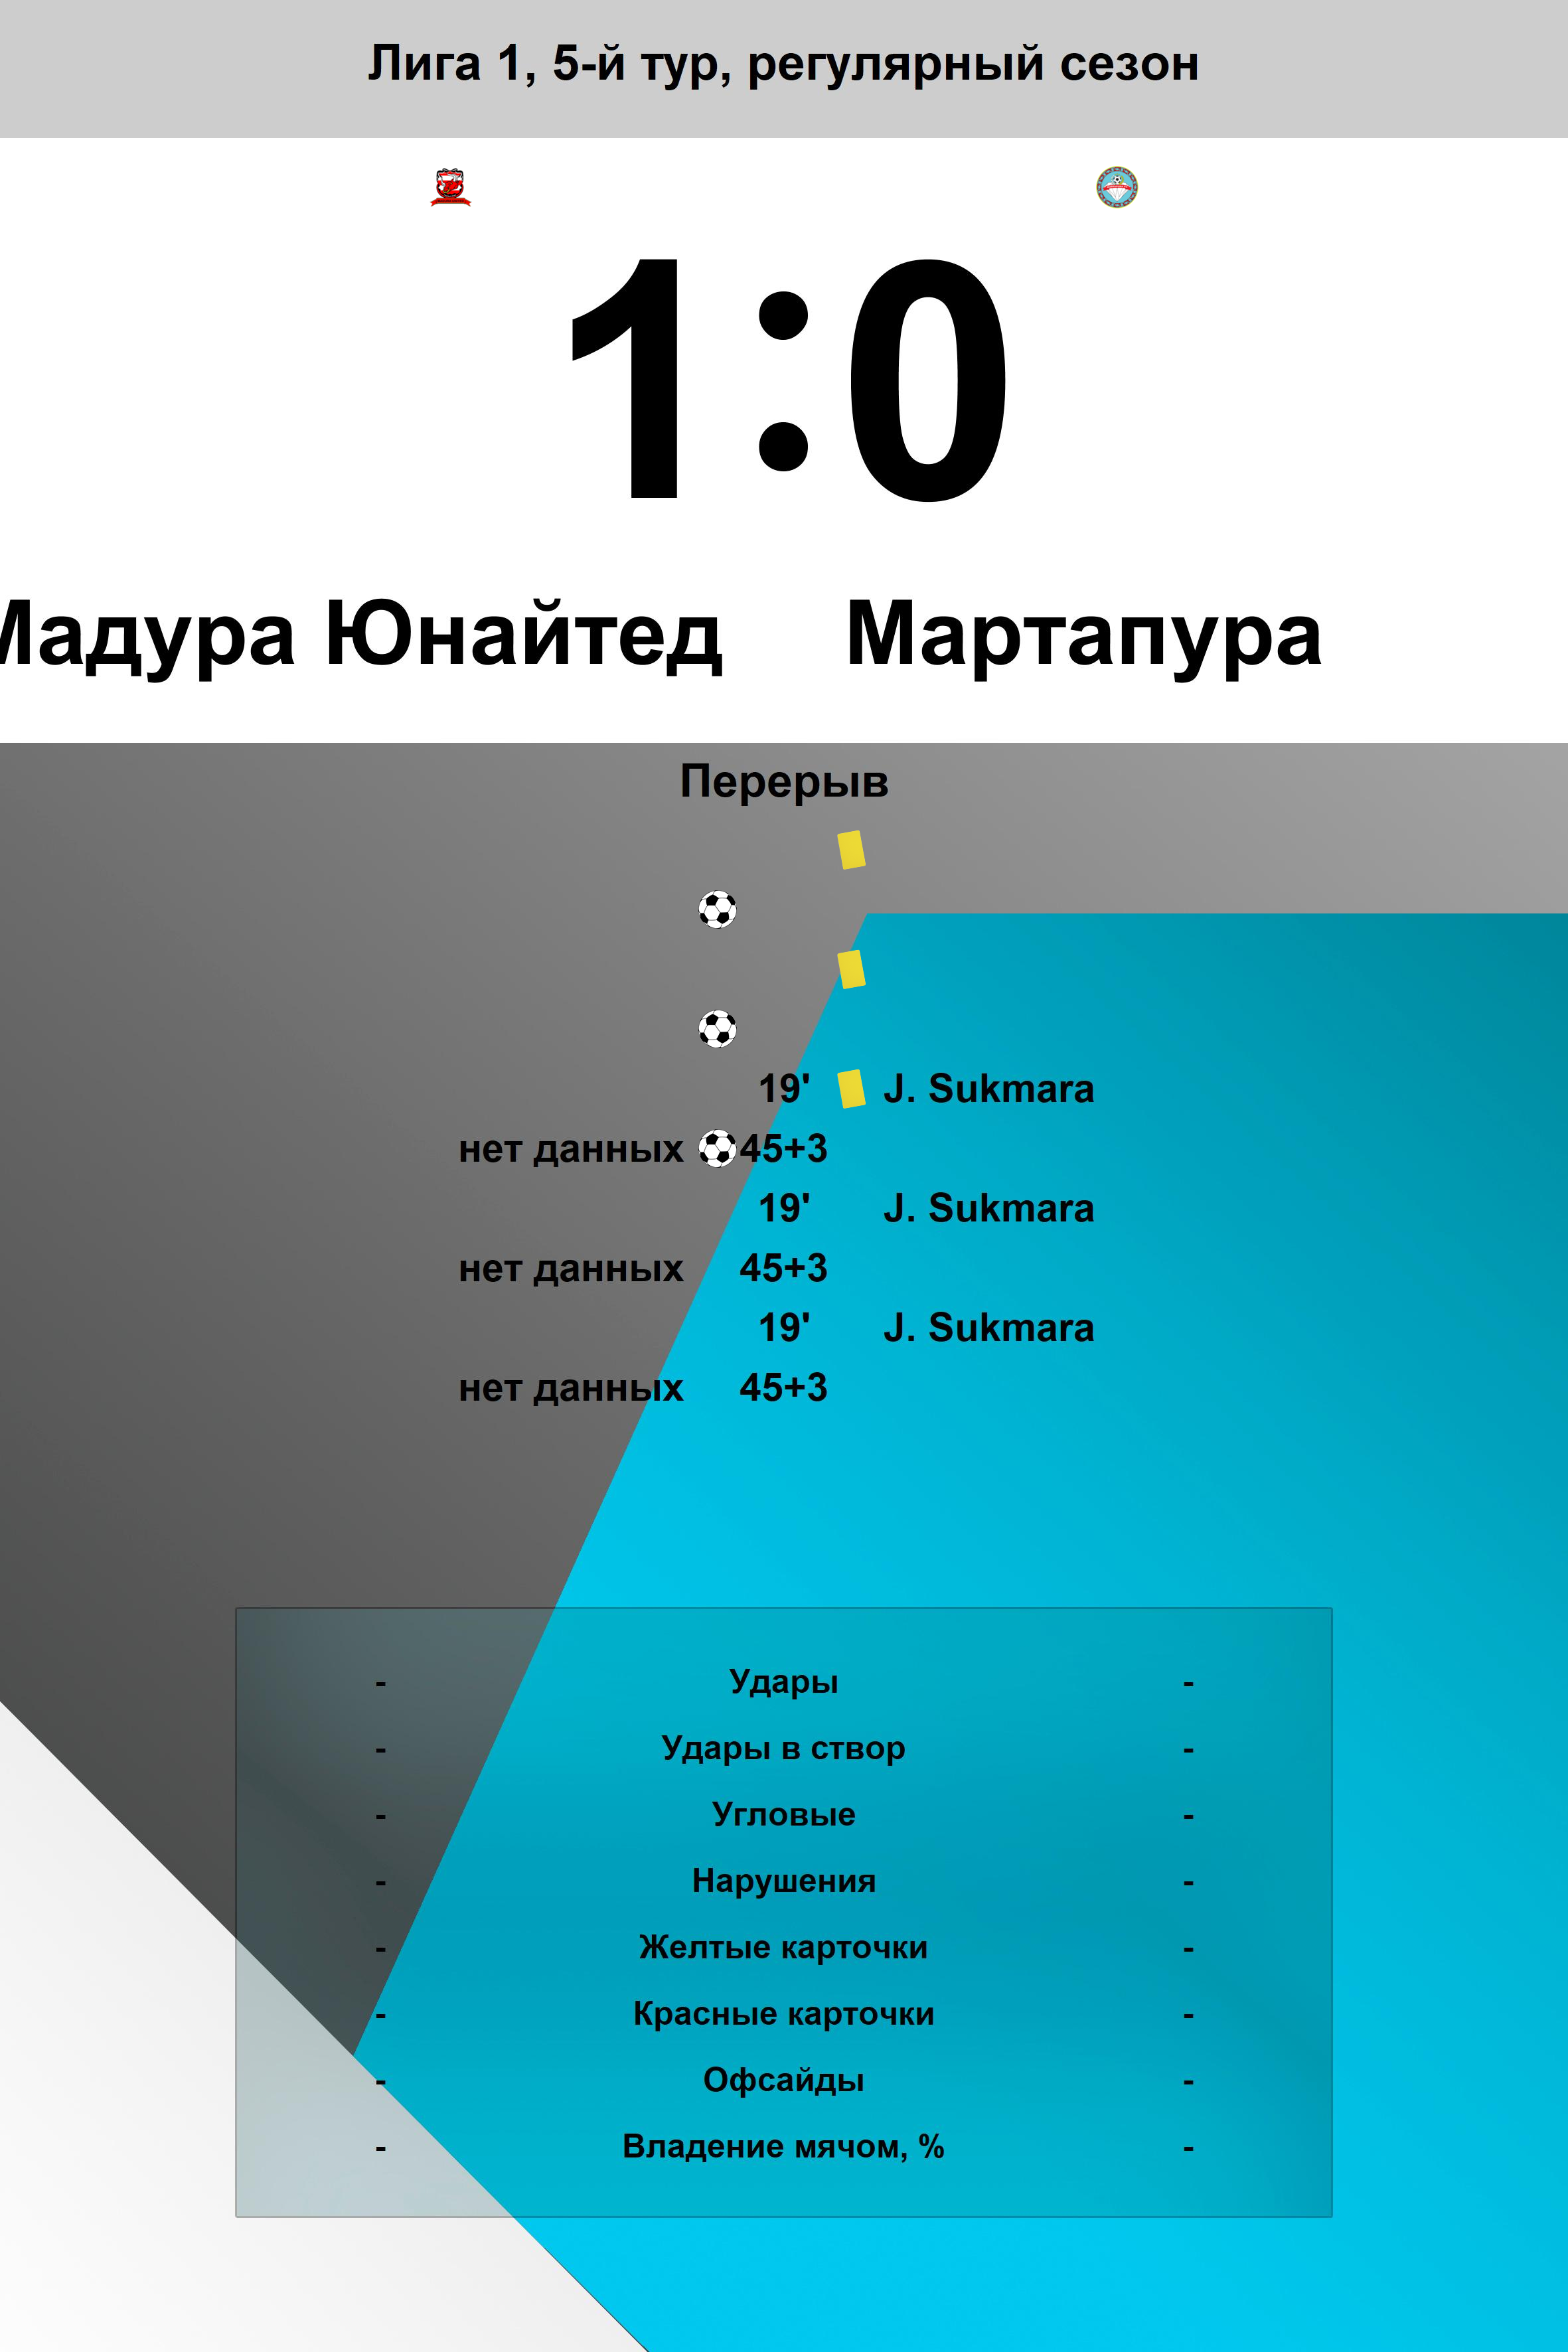 Лига 1, 5-й тур, регулярный сезон
1:0
Мадура Юнайтед Мартапура
Перерыв
19' J. Sukmara
нет данных 45+3
19' J. Sukmara
нет данных 45+3
19' J. Sukmara
нет данных 45+3
- Удары -
- Удары в створ -
- Угловые -
- Нарушения -
- Желтые карточки -
- Красные карточки -
- Офсайды -
- Владение мячом, % -